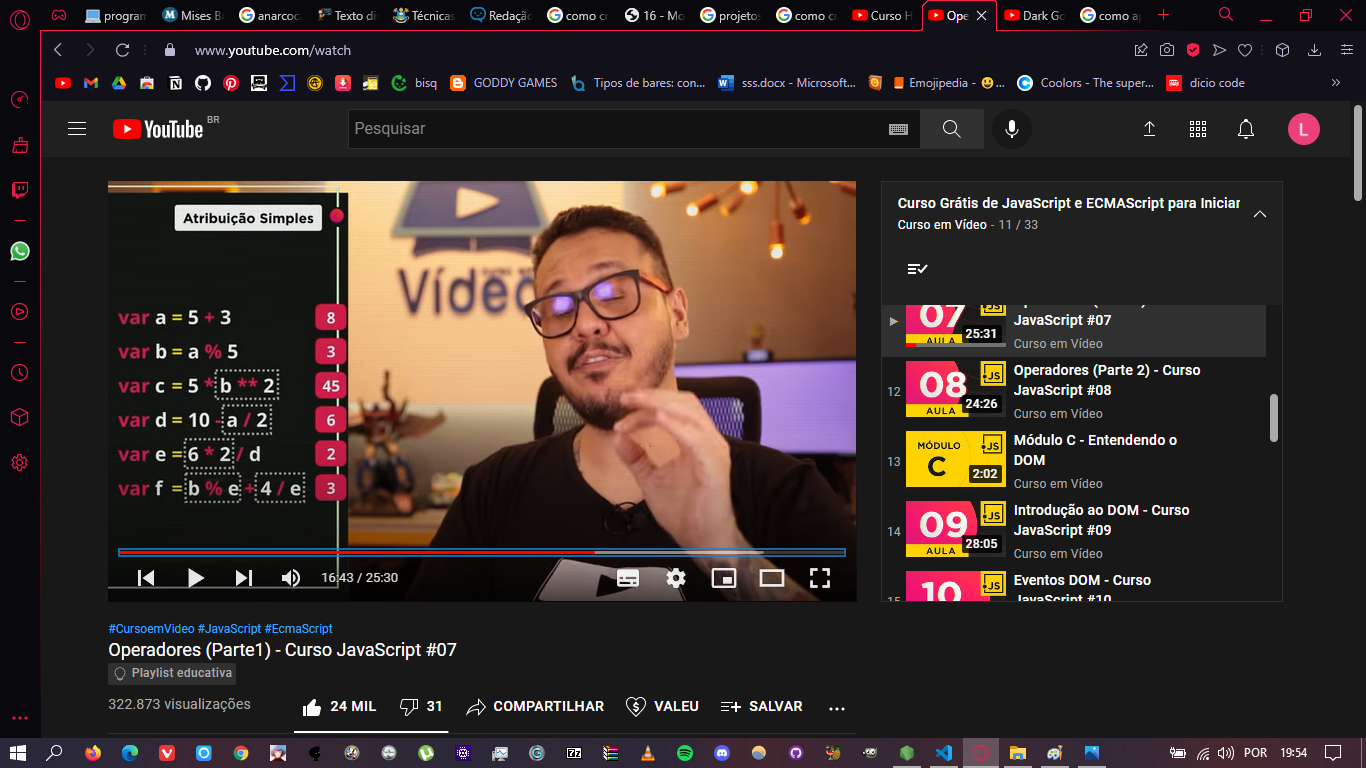 program
Mises B
anarcoc
Texto di
Técnicas
Redação
como cr
16 - Mo
projetos
como cr
Curso H
Ope
Dark Go
como ap
www.youtube.com/watch
bisq
GODDY GAMES
Tipos de bares: con...
sss.docx - Microsoft...
Emojipedia - 😃...
Coolors - The super...
dicio code
YouTube BR
Pesquisar
L
Atribuição Simples
Vídeo
var a = 5 + 3 8
var b = a % 5 3
var c = 5 * b ** 2 45
var d = 10 - a / 2 6
var e = 6 * 2 / d 2
var f = b % e + 4 / e 3
16:43 / 25:30
Curso Grátis de JavaScript e ECMAScript para Iniciar
Curso em Vídeo - 11 / 33
07
JS
25:31
AULA
JavaScript #07
Curso em Vídeo
12
08
JS
24:26
AULA
Operadores (Parte 2) - Curso
JavaScript #08
Curso em Vídeo
13
MÓDULO
C
JS
2:02
Módulo C - Entendendo o
DOM
Curso em Vídeo
14
09
JS
28:05
AULA
Introdução ao DOM - Curso
JavaScript #09
Curso em Vídeo
15
10
JS
Eventos DOM - Curso
JavaScript #10
#CursoemVideo #JavaScript #EcmaScript
Operadores (Parte1) - Curso JavaScript #07
Playlist educativa
322.873 visualizações
24 MIL
31
COMPARTILHAR
VALEU
SALVAR
POR
19:54